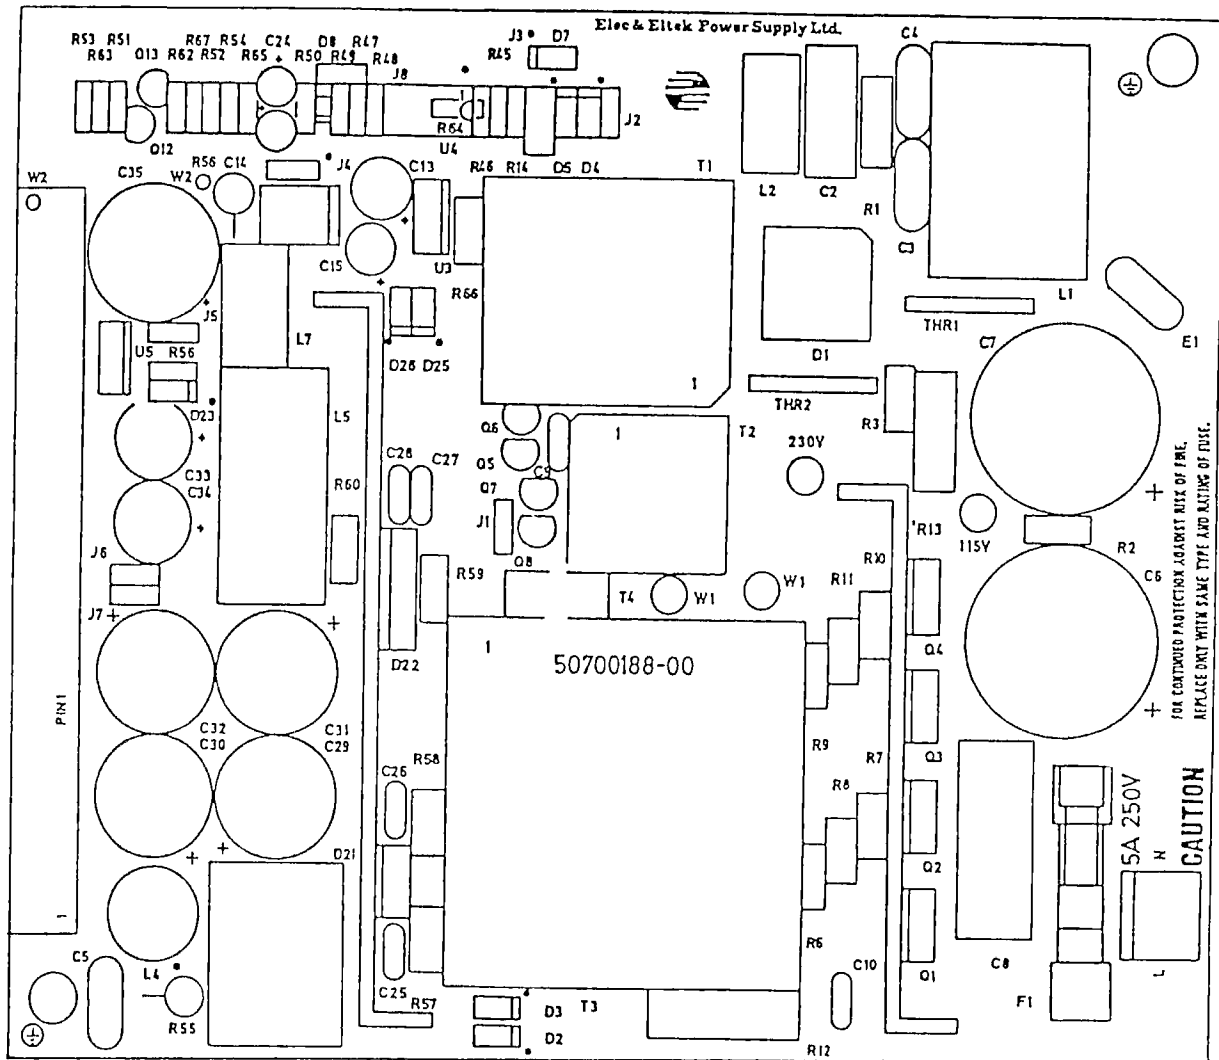 Elec & Eltek Power Supply Ltd.
R53 R51 R67 R54 C24 D8 R47
R63 Q13 R62 R52 R65 R50 R49 R48
J8 J3 D7 R45 C4
R64 J2
Q12 U4
W2 C35 R56 W2 C14 J4 C13 R46 R14 D5 D4 T1 L2 C2 R1 C3
C15 U3
R66
J5 L7 L1
THR1
U5 R56 D26 D25 D1 C7 E1
1
D23 L5 THR2
Q6 1 T2 R3
230V
C28 C27 Q5 C9
C33
C34 R60 Q7
J1 R13 115V
J6 Q8 R10 R2
R59 T4 W1 W1 R11 C6
J7
1 Q4
D22 50700188-00
PIN1
C32 C31
C30 C29 R58 R9 R7 Q3
C26 R8
D21 Q2
5A 250V
N
CAUTION
FOR CONTINUED PROTECTION AGAINST RISK OF FIRE,
REPLACE ONLY WITH SAME TYPE AND RATING OF FUSE.
1
C5 L4 C25 R6 C10 Q1 C8 L
R55 R57 D3 T3 F1
D2 R12